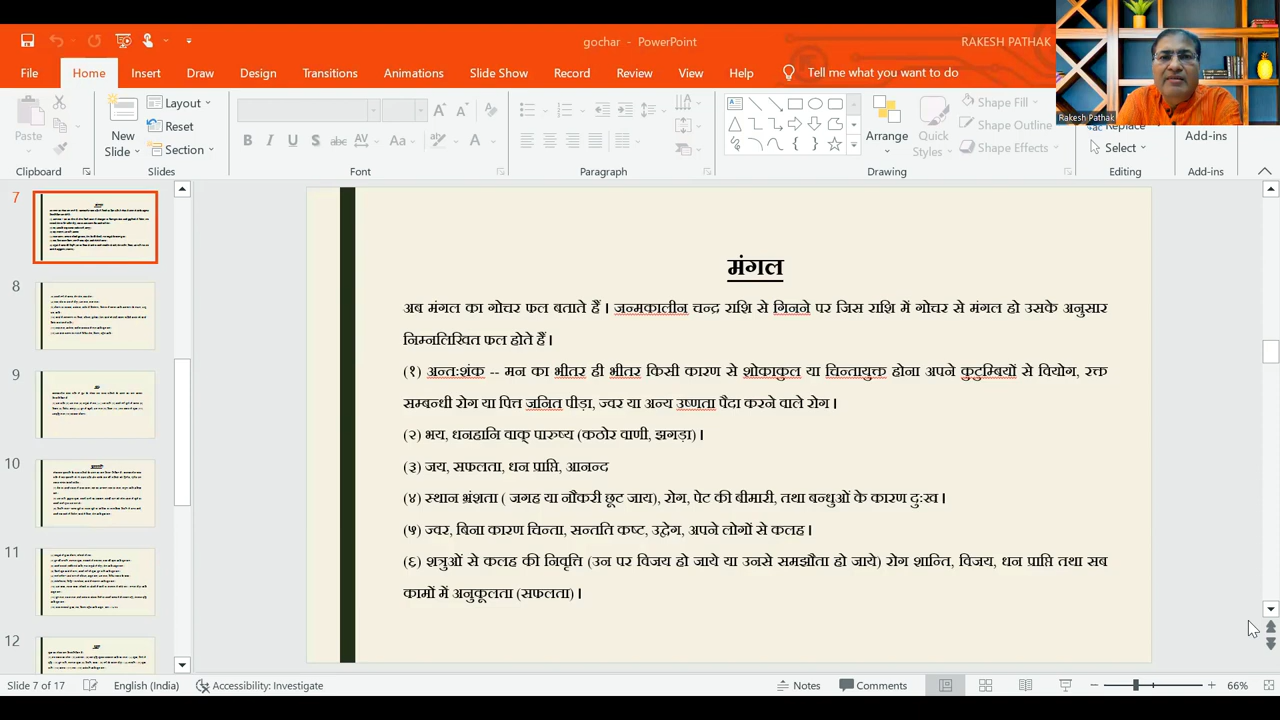 gochar - PowerPoint
RAKESH PATHAK
File Home Insert Draw Design Transitions Animations Slide Show Record Review View Help Tell me what you want to do
Rakesh Pathak
Paste
New Slide
Layout
Reset
Section
B I U S abc AV Aa A
Arrange
Quick Styles
Shape Fill
Shape Outline
Shape Effects
Replace
Select
Add-ins
Clipboard Slides Font Paragraph Drawing Editing Add-ins
7
8
9
10
11
12
मंगल
अब मंगल का गोचर फल बताते हैं । जन्मकालीन चन्द्र राशि से गिनने पर जिस राशि में गोचर से मंगल हो उसके अनुसार
निम्नलिखित फल होते हैं ।
(१) अन्तःशंक -- मन का भीतर ही भीतर किसी कारण से शोकाकुल या चिन्तायुक्त होना अपने कुटुम्बियों से वियोग, रक्त
सम्बन्धी रोग या पित्त जनित पीड़ा, ज्वर या अन्य उष्णता पैदा करने वाले रोग ।
(२) भय, धनहानि वाक् पारुष्य (कठोर वाणी, झगड़ा) ।
(३) जय, सफलता, धन प्राप्ति, आनन्द
(४) स्थान भ्रंशता ( जगह या नौकरी छूट जाय), रोग, पेट की बीमारी, तथा बन्धुओ के कारण दुःख ।
(५) ज्वर, बिना कारण चिन्ता, सन्तति कष्ट, उद्वेग, अपने लोगों से कलह ।
(६) शत्रुओं से कलह की निवृत्ति (उन पर विजय हो जाये या उनसे समझौता हो जाये) रोग शान्ति, विजय, धन प्राप्ति तथा सब
कामों में अनुकूलता (सफलता) ।
Slide 7 of 17 English (India) Accessibility: Investigate Notes Comments 66%